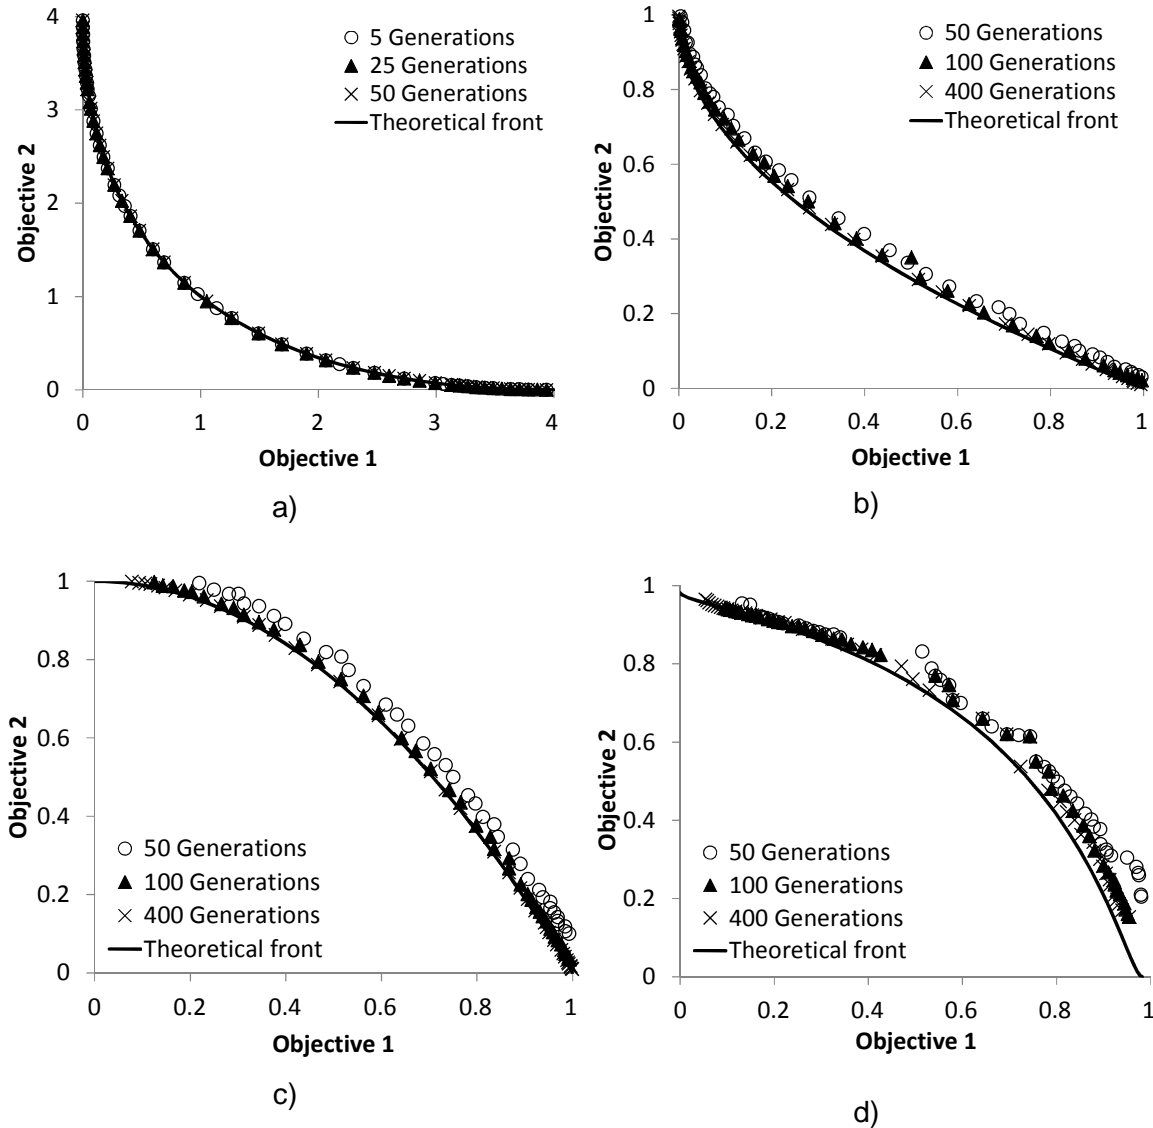 4
3
2
1
0
0
1
2
3
4
Objective 2
Objective 1
5 Generations
25 Generations
50 Generations
Theoretical front
a)
1
0.8
0.6
0.4
0.2
0
0
0.2
0.4
0.6
0.8
1
Objective 2
Objective 1
50 Generations
100 Generations
400 Generations
Theoretical front
b)
1
0.8
0.6
0.4
0.2
0
0
0.2
0.4
0.6
0.8
1
Objective 2
Objective 1
50 Generations
100 Generations
400 Generations
Theoretical front
c)
1
0.8
0.6
0.4
0.2
0
0
0.2
0.4
0.6
0.8
1
Objective 2
Objective 1
50 Generations
100 Generations
400 Generations
Theoretical front
d)